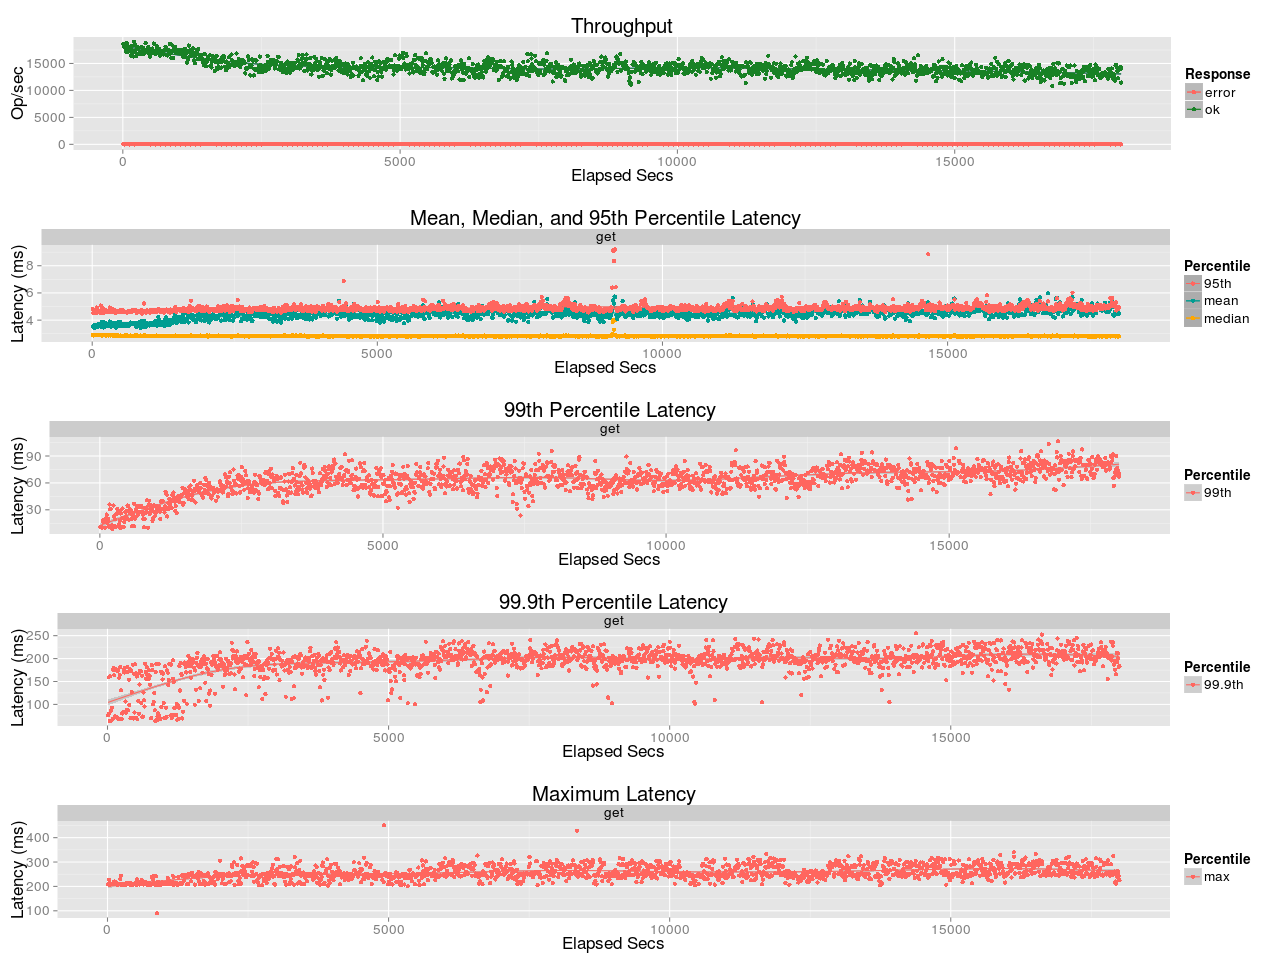 Throughput
Op/sec
15000
10000
5000
0
0 5000 10000 15000
Elapsed Secs
Response
error
ok
Mean, Median, and 95th Percentile Latency
get
Latency (ms)
8
6
4
0 5000 10000 15000
Elapsed Secs
Percentile
95th
mean
median
99th Percentile Latency
get
Latency (ms)
90
60
30
0 5000 10000 15000
Elapsed Secs
Percentile
99th
99.9th Percentile Latency
get
Latency (ms)
250
200
150
100
0 5000 10000 15000
Elapsed Secs
Percentile
99.9th
Maximum Latency
get
Latency (ms)
400
300
200
100
0 5000 10000 15000
Elapsed Secs
Percentile
max